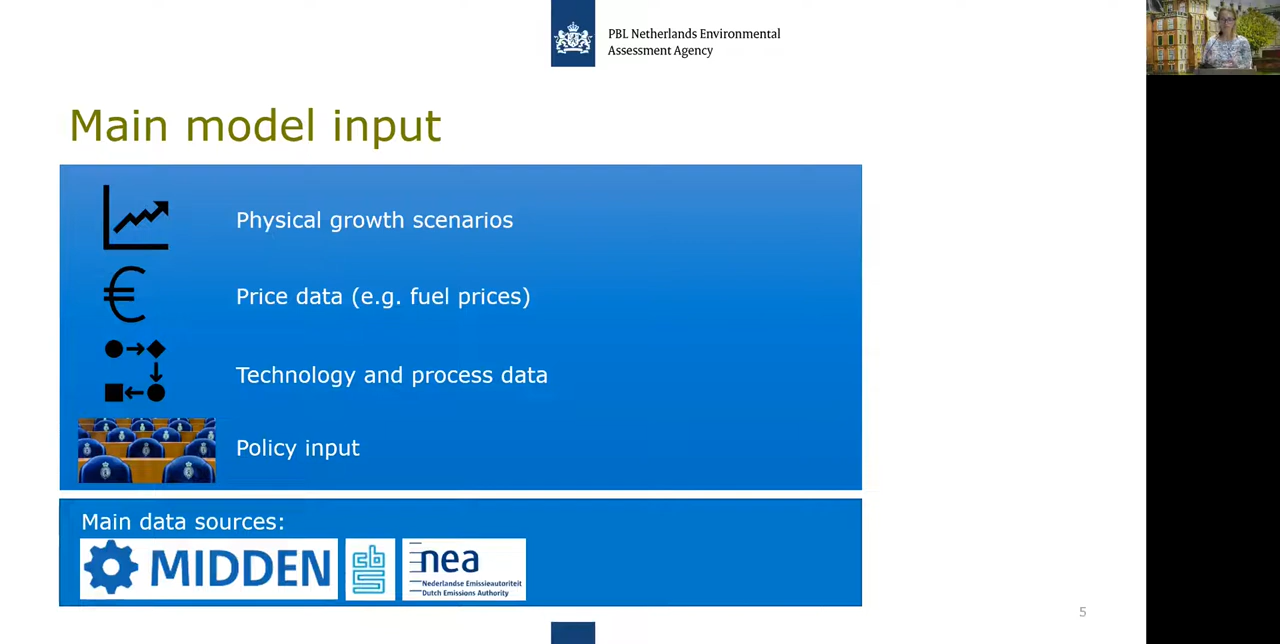 PBL Netherlands Environmental
Assessment Agency
Main model input
Physical growth scenarios
€
Price data (e.g. fuel prices)
Technology and process data
Policy input
Main data sources:
MIDDEN
cbs
nea
Nederlandse Emissieautoriteit
Dutch Emissions Authority
5